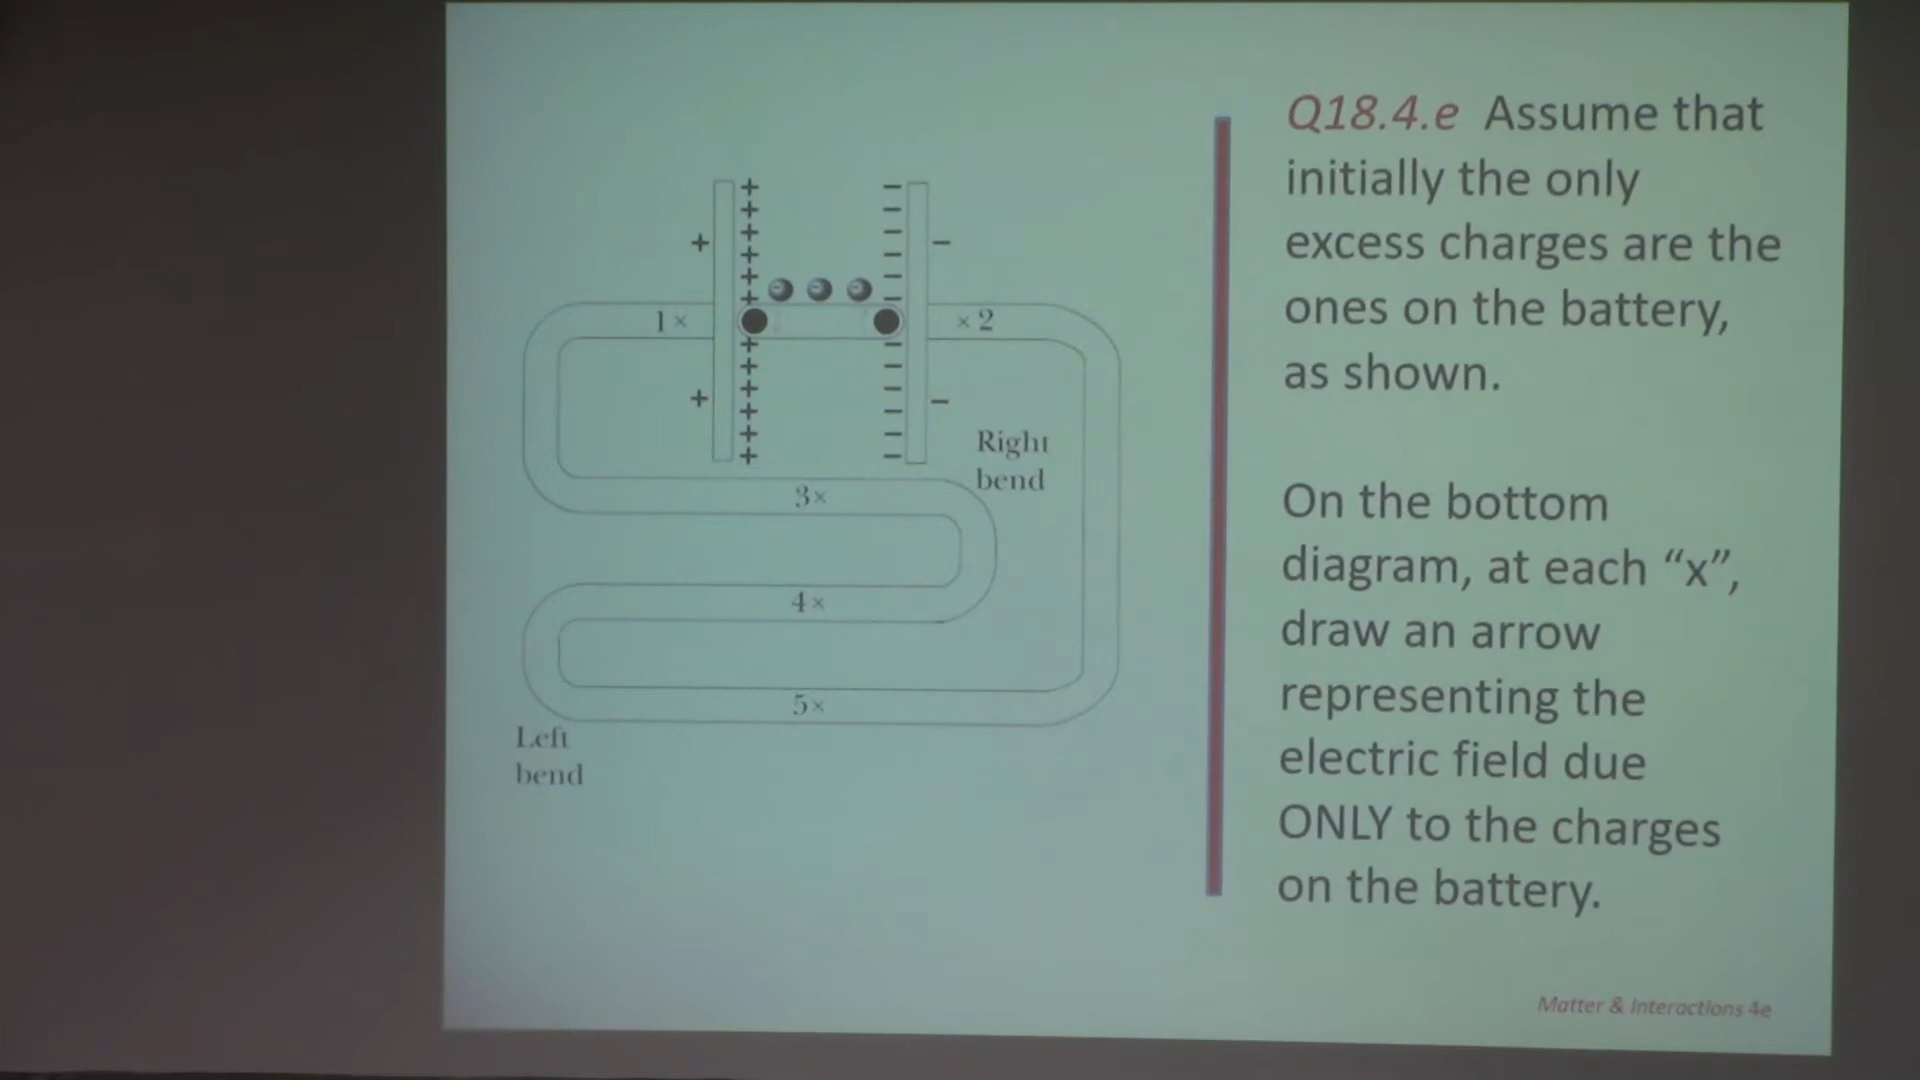 Q18.4.e Assume that
initially the only
excess charges are the
ones on the battery,
as shown.
On the bottom
diagram, at each “x”,
draw an arrow
representing the
electric field due
ONLY to the charges
on the battery.
1×
×2
Right
bend
3×
4×
5×
Left
bend
Matter & Interactions 4e